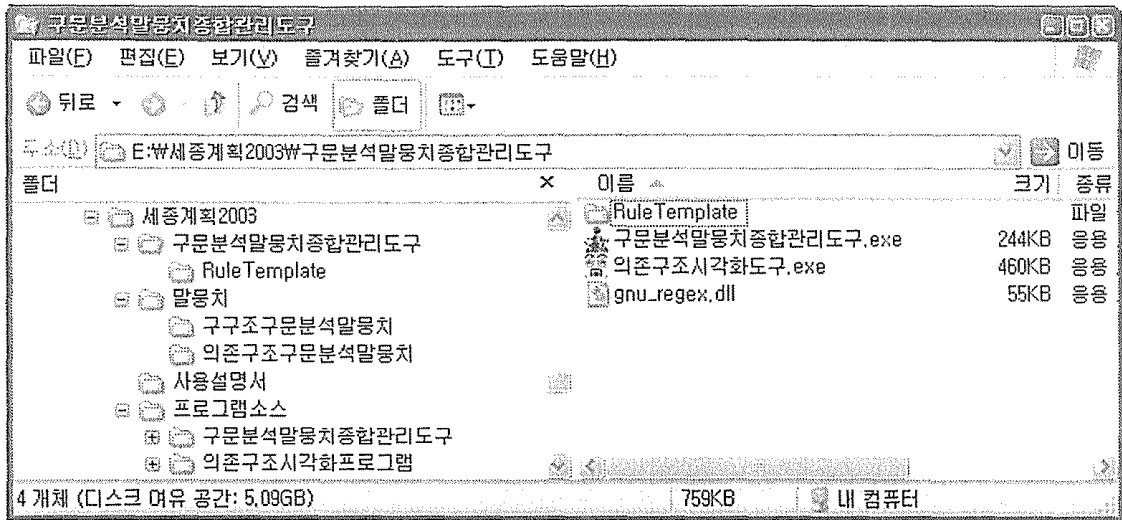 구문분석말뭉치종합관리도구
파일(F) 편집(E) 보기(V) 즐겨찾기(A) 도구(T) 도움말(H)
뒤로 검색 폴더
주소(D) E:₩세종계획2003₩구문분석말뭉치종합관리도구 이동
폴더 × 이름 크기 종류
세종계획2003
구문분석말뭉치종합관리도구
RuleTemplate
말뭉치
구구조구문분석말뭉치
의존구조구문분석말뭉치
사용설명서
프로그램소스
구문분석말뭉치종합관리도구
의존구조시각화프로그램
RuleTemplate 파일
구문분석말뭉치종합관리도구.exe 244KB 응용
의존구조시각화도구.exe 460KB 응용
gnu_regex.dll 55KB 응용
4 개체 (디스크 여유 공간: 5.09GB) 759KB 내 컴퓨터